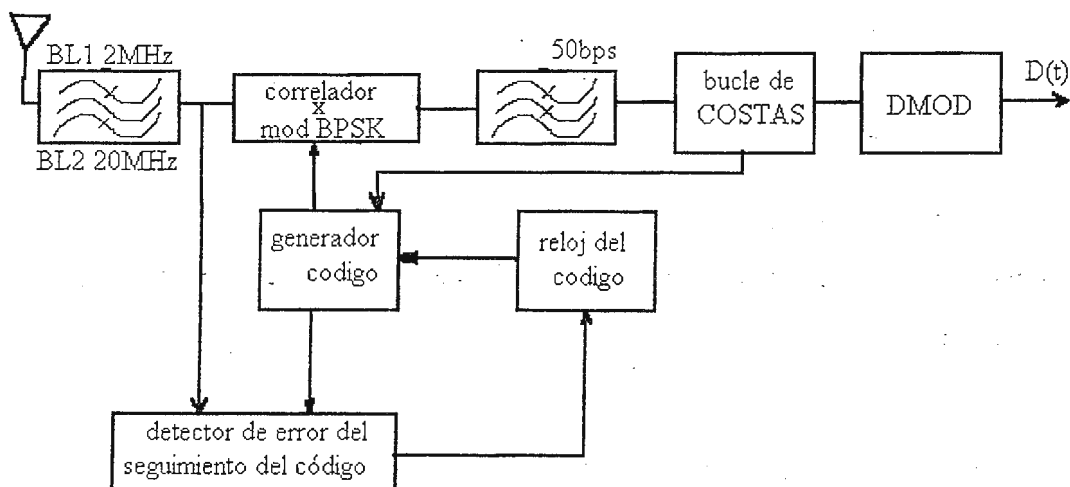 BL1 2MHz
BL2 20MHz
correlador
x
mod BPSK
50bps
bucle de
COSTAS
DMOD
D(t)
generador
codigo
reloj del
codigo
detector de error del
seguimiento del código